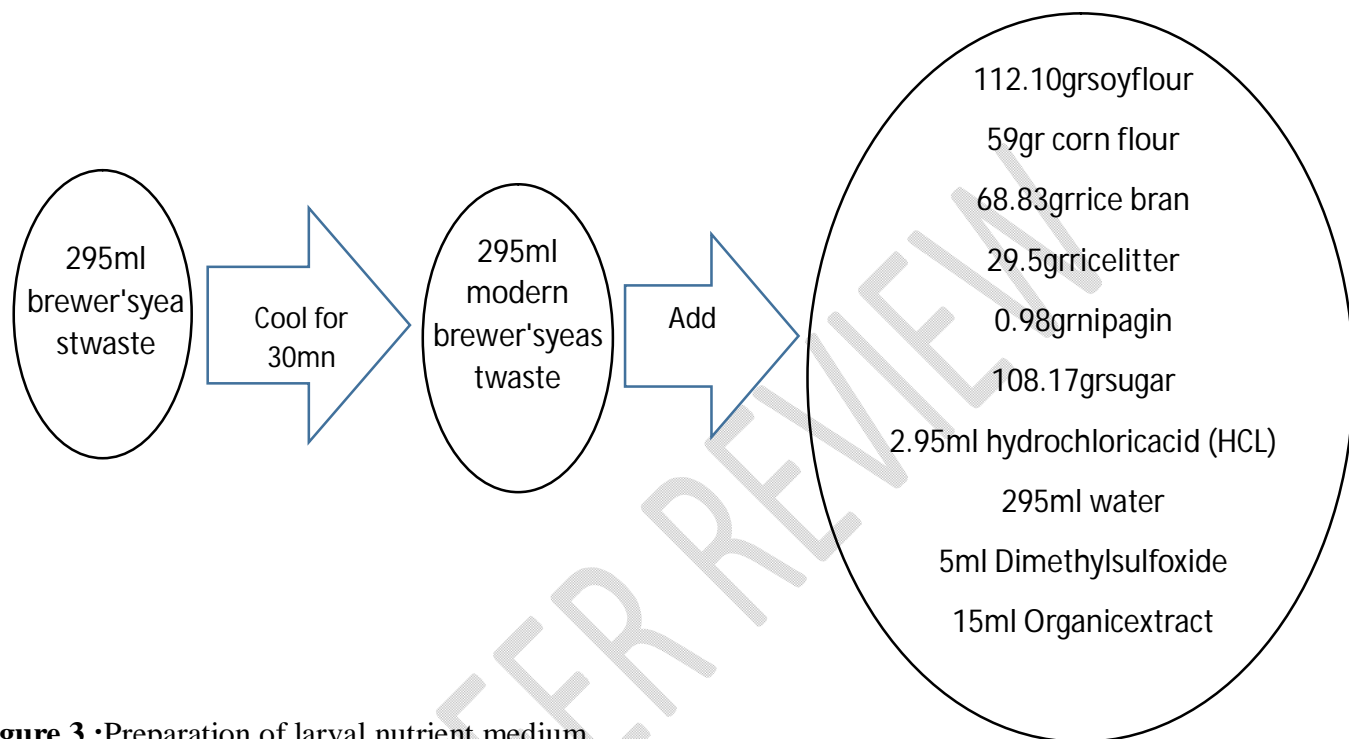 295ml
brewer'syea
stwaste
Cool for
30mn
295ml
modern
brewer'syeas
twaste
Add
112.10grsoyflour
59gr corn flour
68.83grrice bran
29.5grricelitter
0.98grnipagin
108.17grsugar
2.95ml hydrochloricacid (HCL)
295ml water
5ml Dimethylsulfoxide
15ml Organicextract
ER REVIEW
gure 3 :Preparation of larval nutrient medium